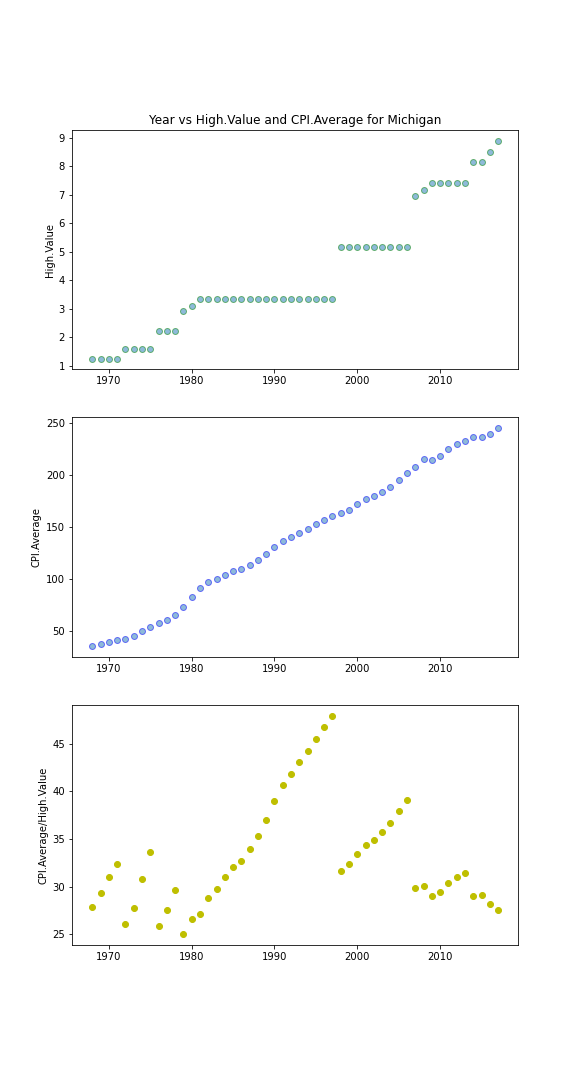 Year vs High.Value and CPI.Average for Michigan
High.Value
9
8
7
6
5
4
3
2
1
1970 1980 1990 2000 2010
CPI.Average
250
200
150
100
50
1970 1980 1990 2000 2010
CPI.Average/High.Value
45
40
35
30
25
1970 1980 1990 2000 2010